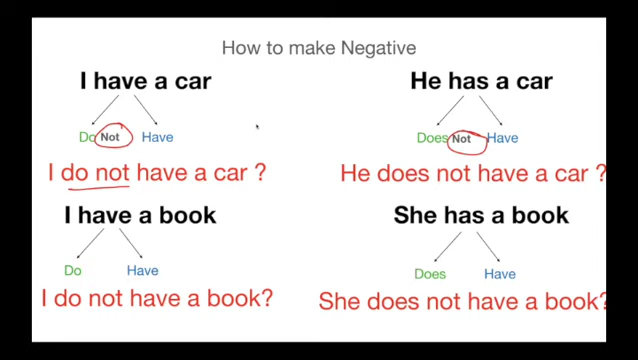 How to make Negative
I have a car
Do Not Have
I do not have a car ?
I have a book
Do Have
I do not have a book?
He has a car
Does Not Have
He does not have a car ?
She has a book
Does Have
She does not have a book?